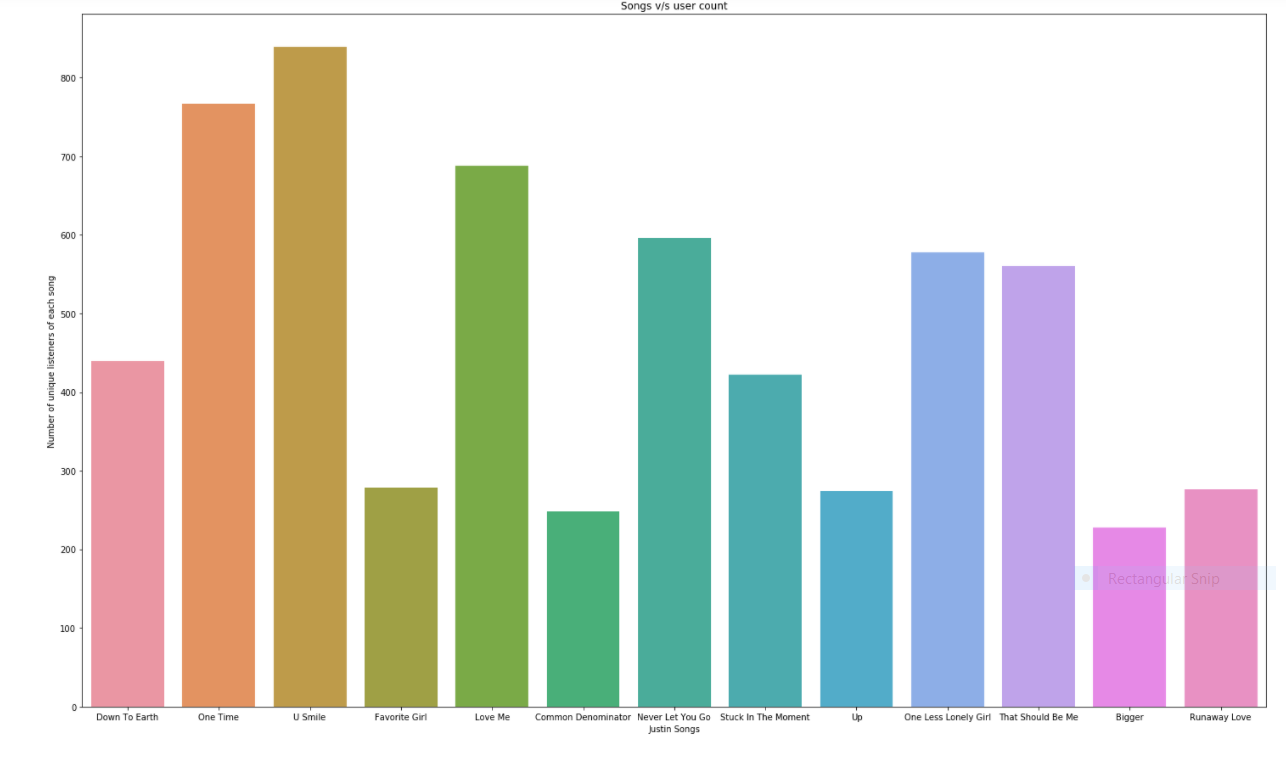 Songs v/s user count
Number of unique listeners of each song
800
700
600
500
400
300
200
100
0
Down To Earth
One Time
U Smile
Favorite Girl
Love Me
Common Denominator
Never Let You Go
Stuck In The Moment
Up
One Less Lonely Girl
That Should Be Me
Bigger
Runaway Love
Justin Songs
Rectangular Snip